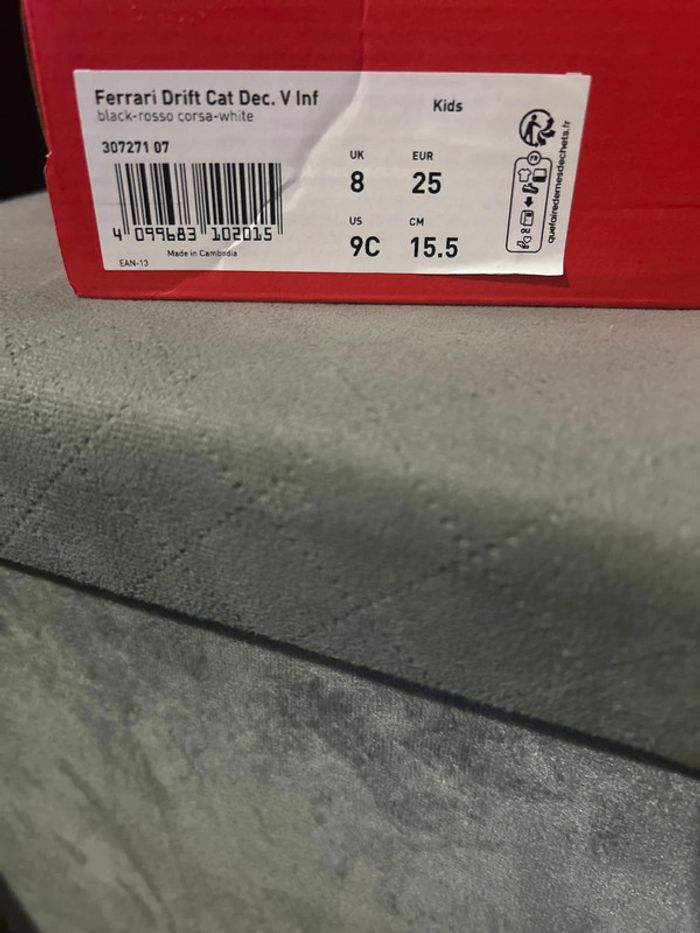 Ferrari Drift Cat Dec. V Inf
black-rosso corsa-white
Kids
307271 07
4 099683 102015
Made in Cambodia
EAN-13
UK
8
EUR
25
US
9C
CM
15.5
FR
quefairedemesdechets.fr